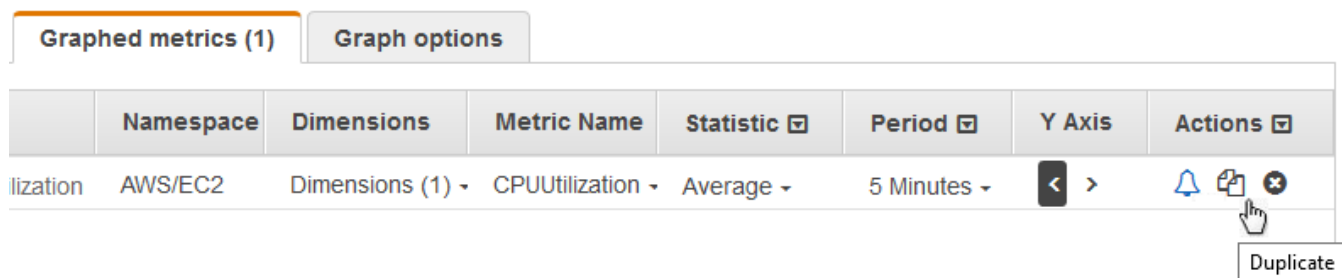 Graphed metrics (1) Graph options
Namespace Dimensions Metric Name Statistic Period Y Axis Actions
ilization AWS/EC2 Dimensions (1) CPUUtilization Average 5 Minutes < >
Duplicate